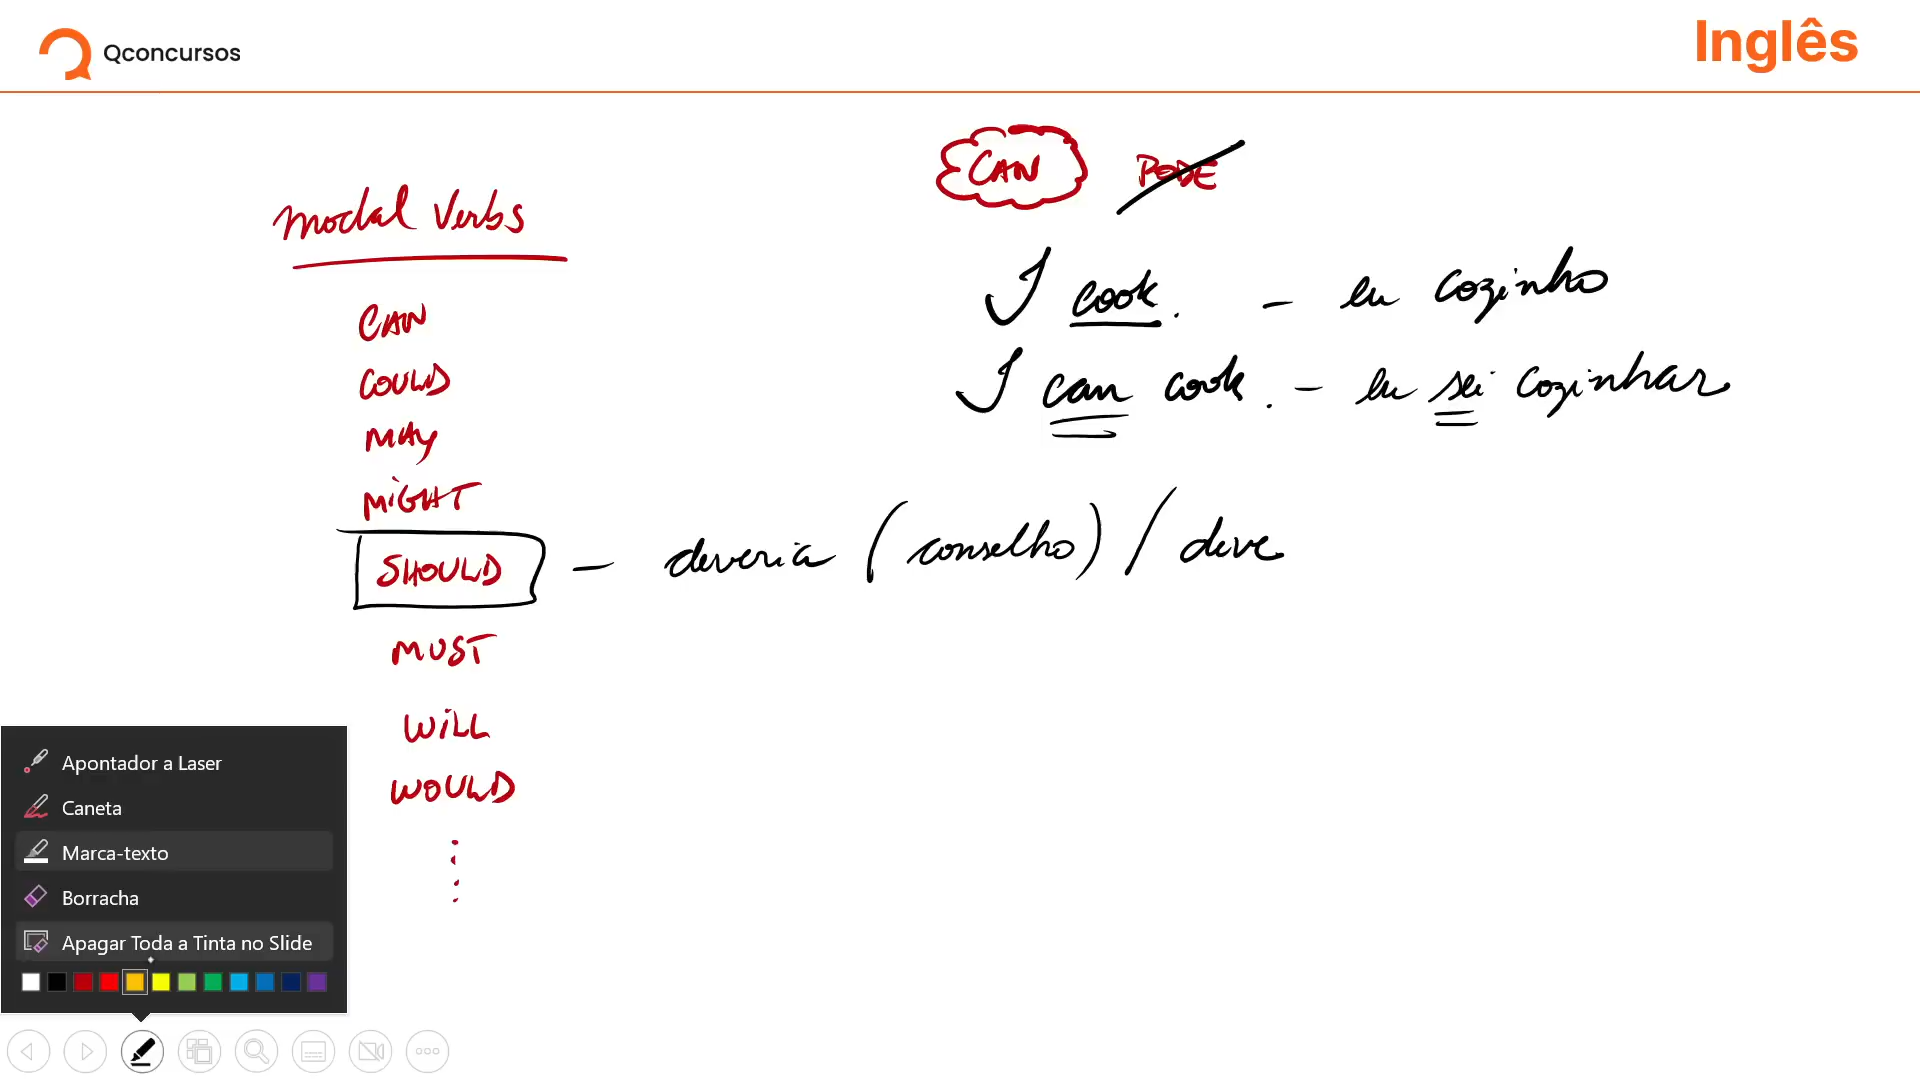 Qconcursos
Inglês
CAN PODE
Modal Verbs
I cook. - eu cozinho
CAN
I can cook. - eu sei cozinhar
COULD
MAY
MIGHT
SHOULD - deveria (conselho) / deve
MUST
WILL
WOULD
Apontador a Laser
Caneta
Marca-texto
Borracha
Apagar Toda a Tinta no Slide